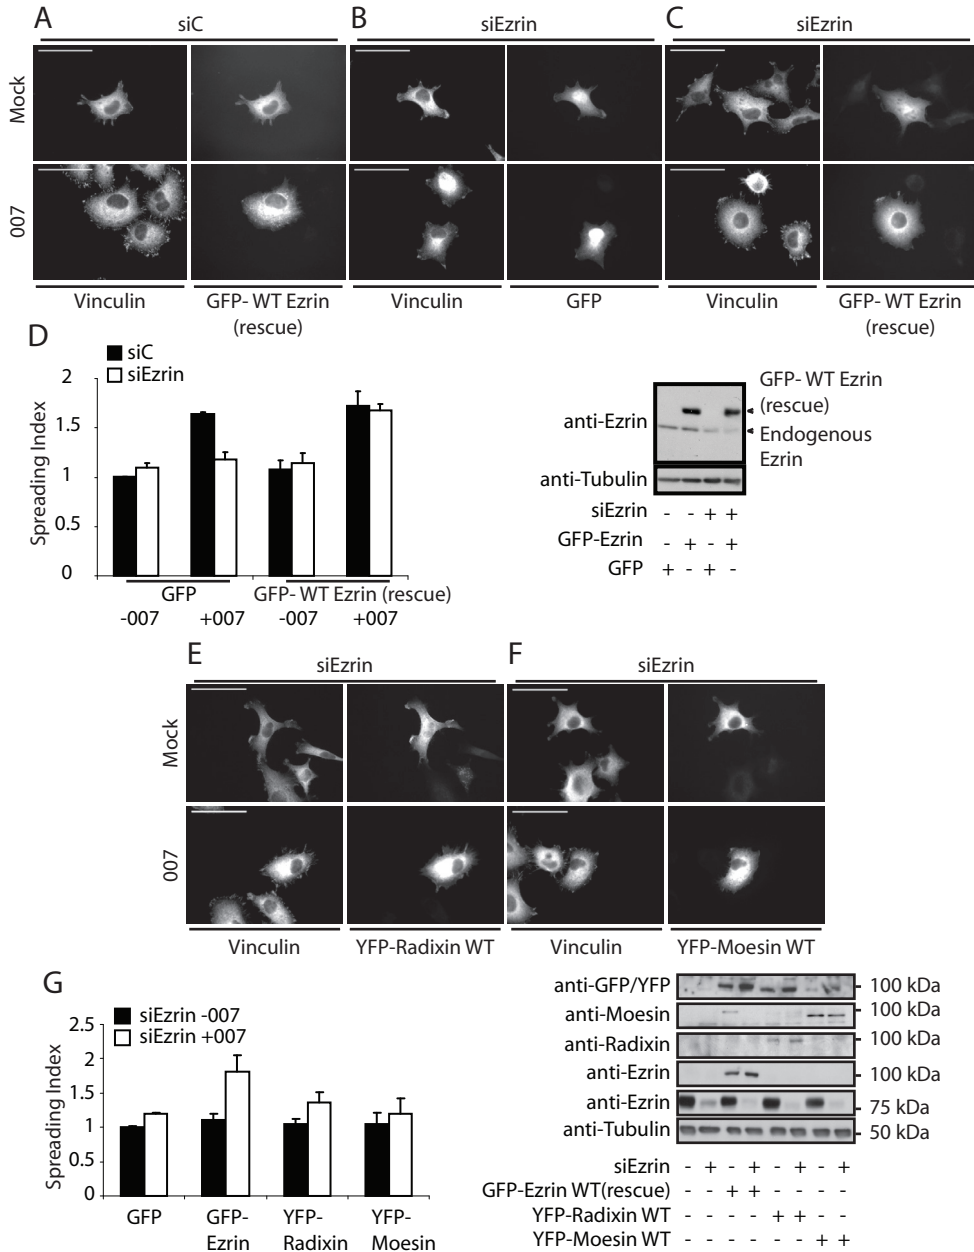 A
siC
B
siEzrin
C
siEzrin
Mock
007
Vinculin
GFP- WT Ezrin
(rescue)
Vinculin
GFP
Vinculin
GFP- WT Ezrin
(rescue)
D
siC
siEzrin
2
1.5
1
0.5
0
Spreading Index
GFP
GFP- WT Ezrin (rescue)
-007 +007 -007 +007
anti-Ezrin
GFP- WT Ezrin
(rescue)
Endogenous
Ezrin
anti-Tubulin
siEzrin - - + +
GFP-Ezrin - + - +
GFP + - + -
E
siEzrin
F
siEzrin
Mock
007
Vinculin
YFP-Radixin WT
Vinculin
YFP-Moesin WT
G
siEzrin -007
siEzrin +007
2.5
2
1.5
1
0.5
0
Spreading Index
GFP
GFP-
Ezrin
YFP-
Radixin
YFP-
Moesin
anti-GFP/YFP - 100 kDa
anti-Moesin - 100 kDa
anti-Radixin - 100 kDa
anti-Ezrin - 100 kDa
anti-Ezrin - 75 kDa
anti-Tubulin - 50 kDa
siEzrin - + - + - + - +
GFP-Ezrin WT(rescue) - - + + - - - -
YFP-Radixin WT - - - - + + - -
YFP-Moesin WT - - - - - - + +